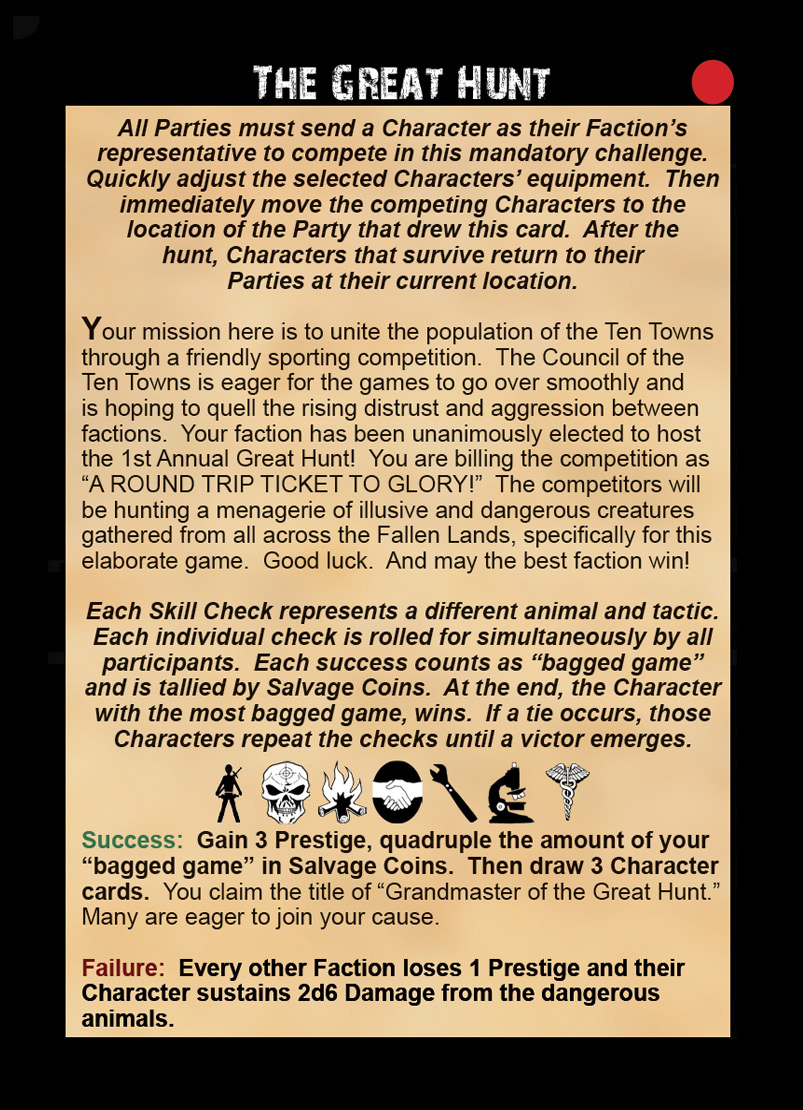 The Great Hunt
All Parties must send a Character as their Faction’s
representative to compete in this mandatory challenge.
Quickly adjust the selected Characters’ equipment.  Then
immediately move the competing Characters to the
location of the Party that drew this card.  After the
hunt, Characters that survive return to their
Parties at their current location.
Your mission here is to unite the population of the Ten Towns
through a friendly sporting competition.  The Council of the
Ten Towns is eager for the games to go over smoothly and
is hoping to quell the rising distrust and aggression between
factions.  Your faction has been unanimously elected to host
the 1st Annual Great Hunt!  You are billing the competition as
“A ROUND TRIP TICKET TO GLORY!”  The competitors will
be hunting a menagerie of illusive and dangerous creatures
gathered from all across the Fallen Lands, specifically for this
elaborate game.  Good luck.  And may the best faction win!
Each Skill Check represents a different animal and tactic.
Each individual check is rolled for simultaneously by all
participants.  Each success counts as “bagged game”
and is tallied by Salvage Coins.  At the end, the Character
with the most bagged game, wins.  If a tie occurs, those
Characters repeat the checks until a victor emerges.
Success:  Gain 3 Prestige, quadruple the amount of your
“bagged game” in Salvage Coins.  Then draw 3 Character
cards.  You claim the title of “Grandmaster of the Great Hunt.”
Many are eager to join your cause.
Failure:  Every other Faction loses 1 Prestige and their
Character sustains 2d6 Damage from the dangerous
animals.